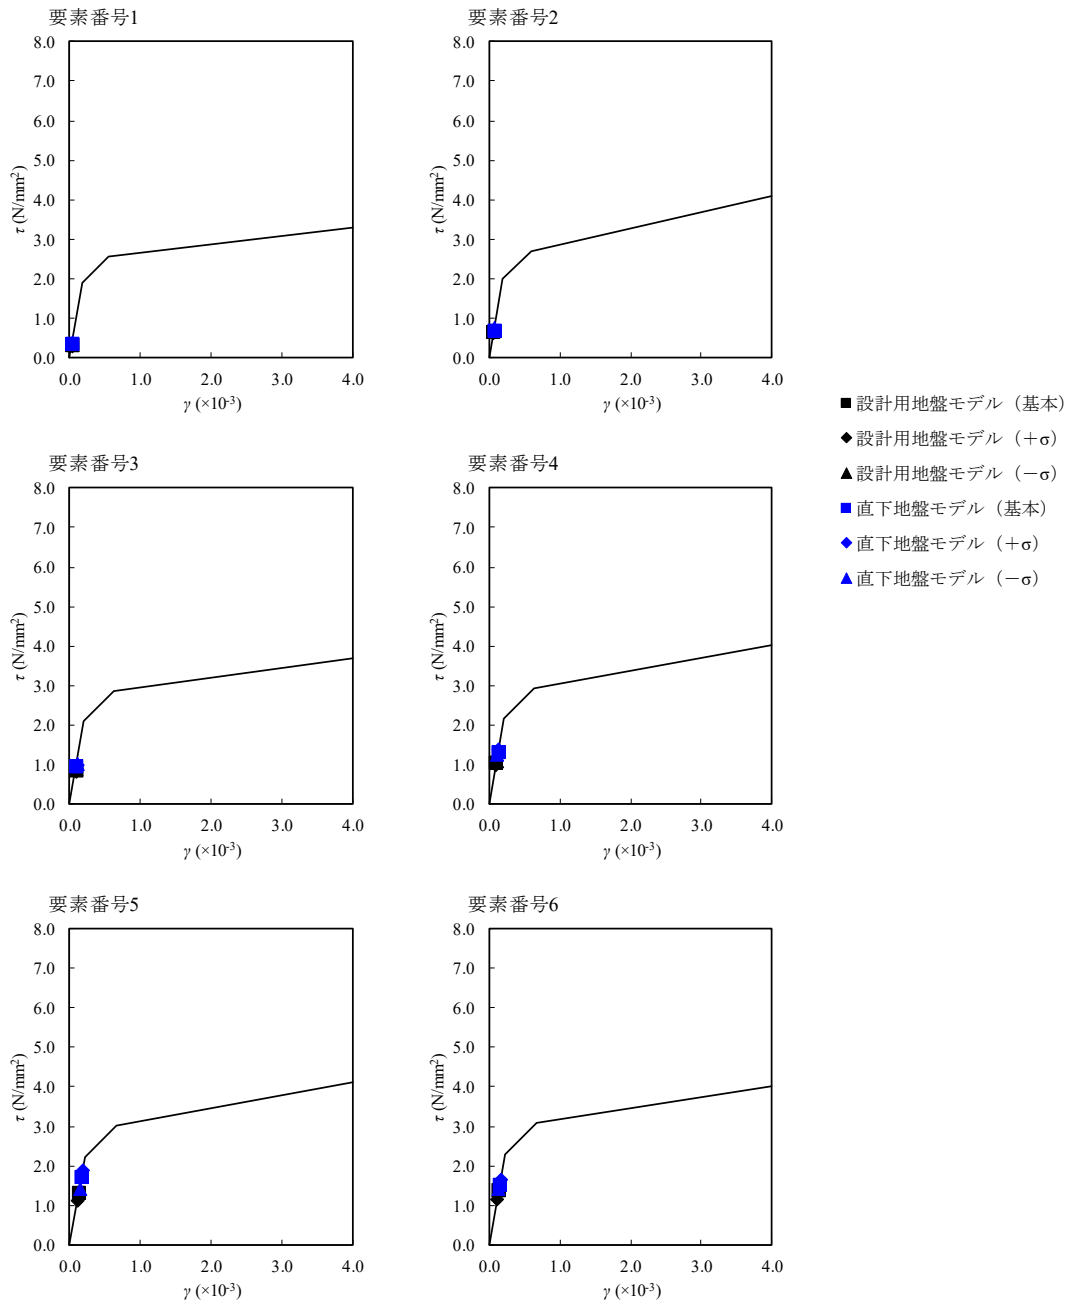 要素番号1
8.0
7.0
6.0
5.0
4.0
3.0
2.0
1.0
0.0
τ (N/mm²)
0.0 1.0 2.0 3.0 4.0
γ (×10⁻³)
要素番号2
8.0
7.0
6.0
5.0
4.0
3.0
2.0
1.0
0.0
τ (N/mm²)
0.0 1.0 2.0 3.0 4.0
γ (×10⁻³)
■ 設計用地盤モデル（基本）
◆ 設計用地盤モデル（＋σ）
▲ 設計用地盤モデル（－σ）
■ 直下地盤モデル（基本）
◆ 直下地盤モデル（＋σ）
▲ 直下地盤モデル（－σ）
要素番号3
8.0
7.0
6.0
5.0
4.0
3.0
2.0
1.0
0.0
τ (N/mm²)
0.0 1.0 2.0 3.0 4.0
γ (×10⁻³)
要素番号4
8.0
7.0
6.0
5.0
4.0
3.0
2.0
1.0
0.0
τ (N/mm²)
0.0 1.0 2.0 3.0 4.0
γ (×10⁻³)
要素番号5
8.0
7.0
6.0
5.0
4.0
3.0
2.0
1.0
0.0
τ (N/mm²)
0.0 1.0 2.0 3.0 4.0
γ (×10⁻³)
要素番号6
8.0
7.0
6.0
5.0
4.0
3.0
2.0
1.0
0.0
τ (N/mm²)
0.0 1.0 2.0 3.0 4.0
γ (×10⁻³)